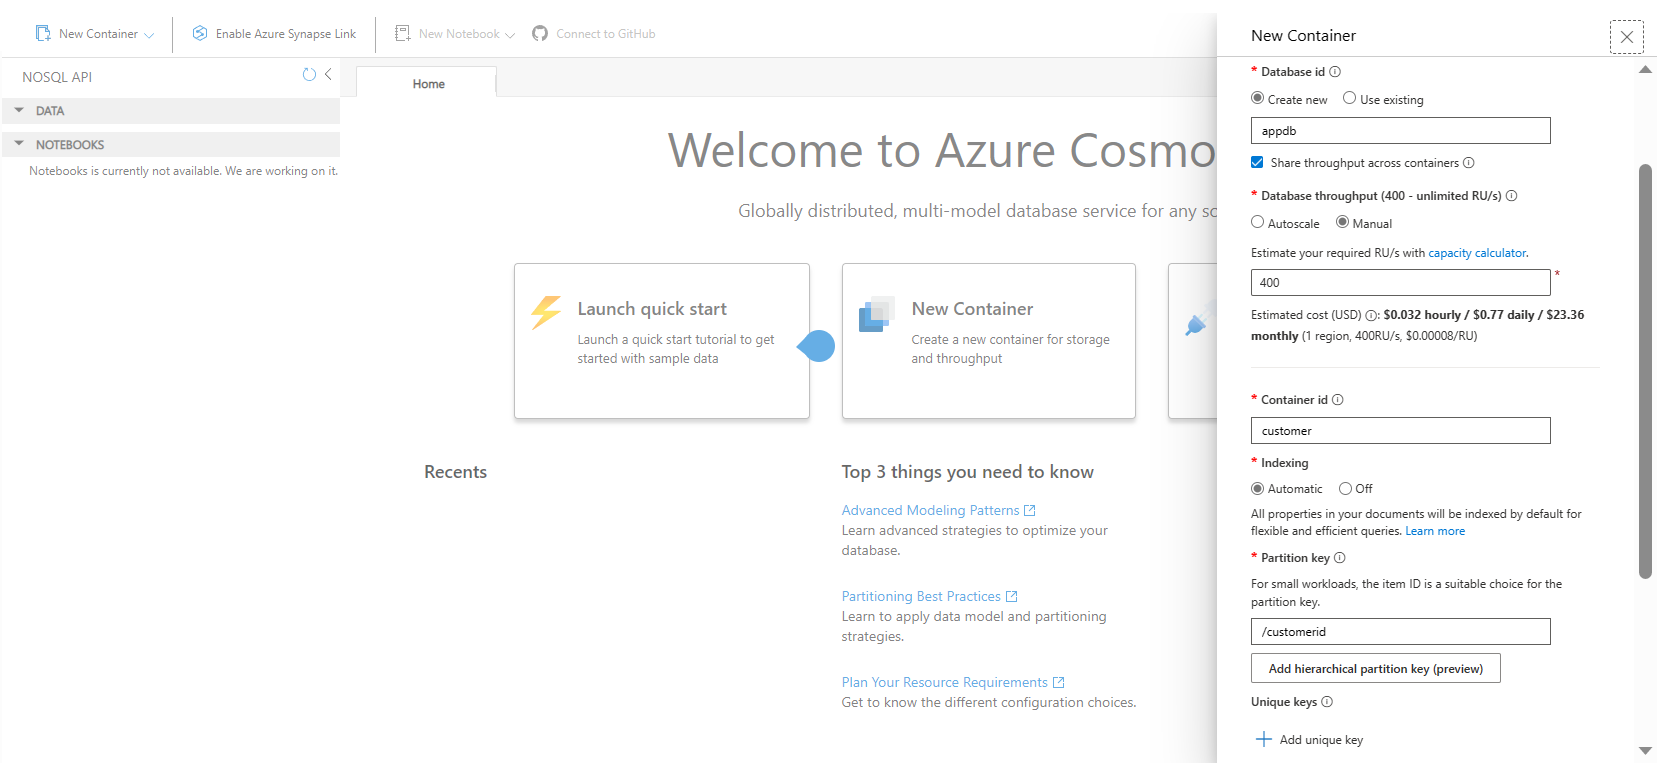 New Container
Enable Azure Synapse Link
New Notebook
Connect to GitHub
NOSQL API
DATA
NOTEBOOKS
Notebooks is currently not available. We are working on it.
Home
Welcome to Azure Cosmo
Globally distributed, multi-model database service for any sc
Launch quick start
Launch a quick start tutorial to get
started with sample data
New Container
Create a new container for storage
and throughput
Recents
Top 3 things you need to know
Advanced Modeling Patterns
Learn advanced strategies to optimize your
database.
Partitioning Best Practices
Learn to apply data model and partitioning
strategies.
Plan Your Resource Requirements
Get to know the different configuration choices.
New Container
* Database id
Create new Use existing
appdb
Share throughput across containers
* Database throughput (400 - unlimited RU/s)
Autoscale Manual
Estimate your required RU/s with capacity calculator.
400 *
Estimated cost (USD) : $0.032 hourly / $0.77 daily / $23.36
monthly (1 region, 400RU/s, $0.00008/RU)
* Container id
customer
* Indexing
Automatic Off
All properties in your documents will be indexed by default for
flexible and efficient queries. Learn more
* Partition key
For small workloads, the item ID is a suitable choice for the
partition key.
/customerid
Add hierarchical partition key (preview)
Unique keys
Add unique key